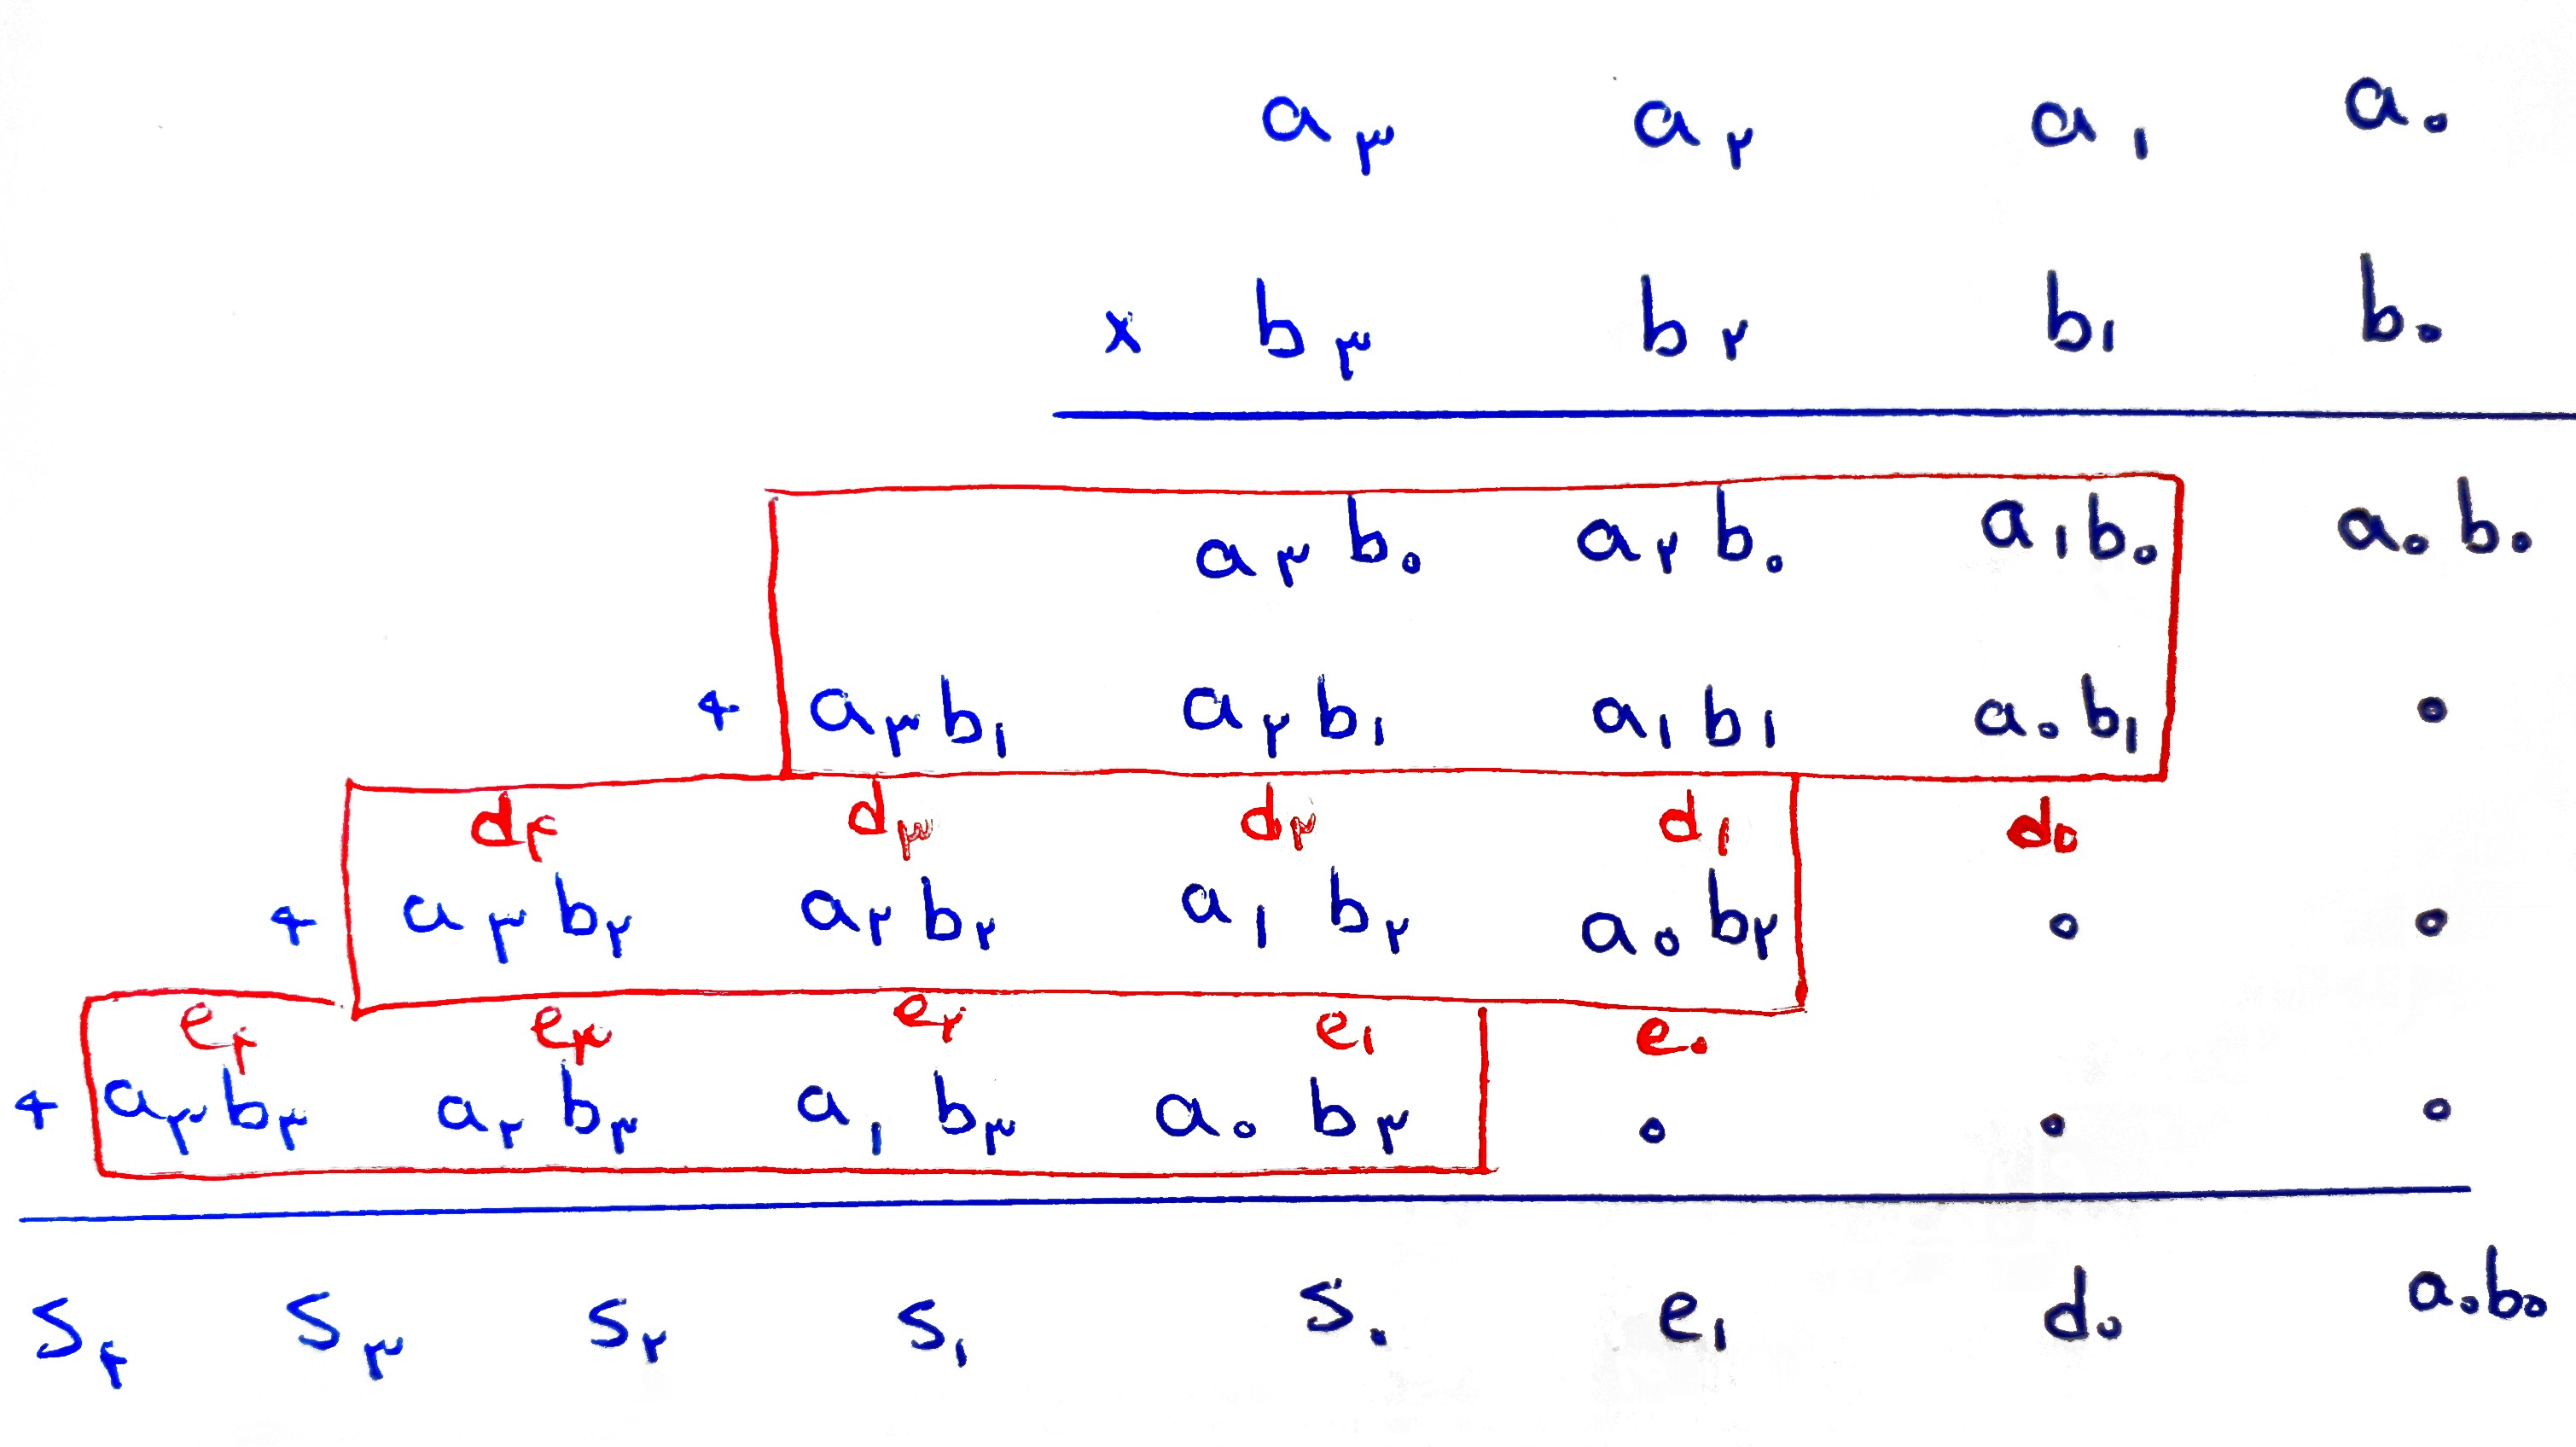 a۳ a۲ a۱ a۰
× b۳ b۲ b۱ b۰
a۳b۰ a۲b۰ a۱b۰ a۰b۰
+ a۳b۱ a۲b۱ a۱b۱ a۰b۱ ۰
d۴ d۳ d۲ d۱ d۰
+ a۳b۲ a۲b۲ a۱b۲ a۰b۲ ۰ ۰
e۴ e۳ e۲ e۱ e۰
+ a۳b۳ a۲b۳ a۱b۳ a۰b۳ ۰ ۰ ۰
S۴ S۳ S۲ S۱ S۰ e۱ d۰ a۰b۰